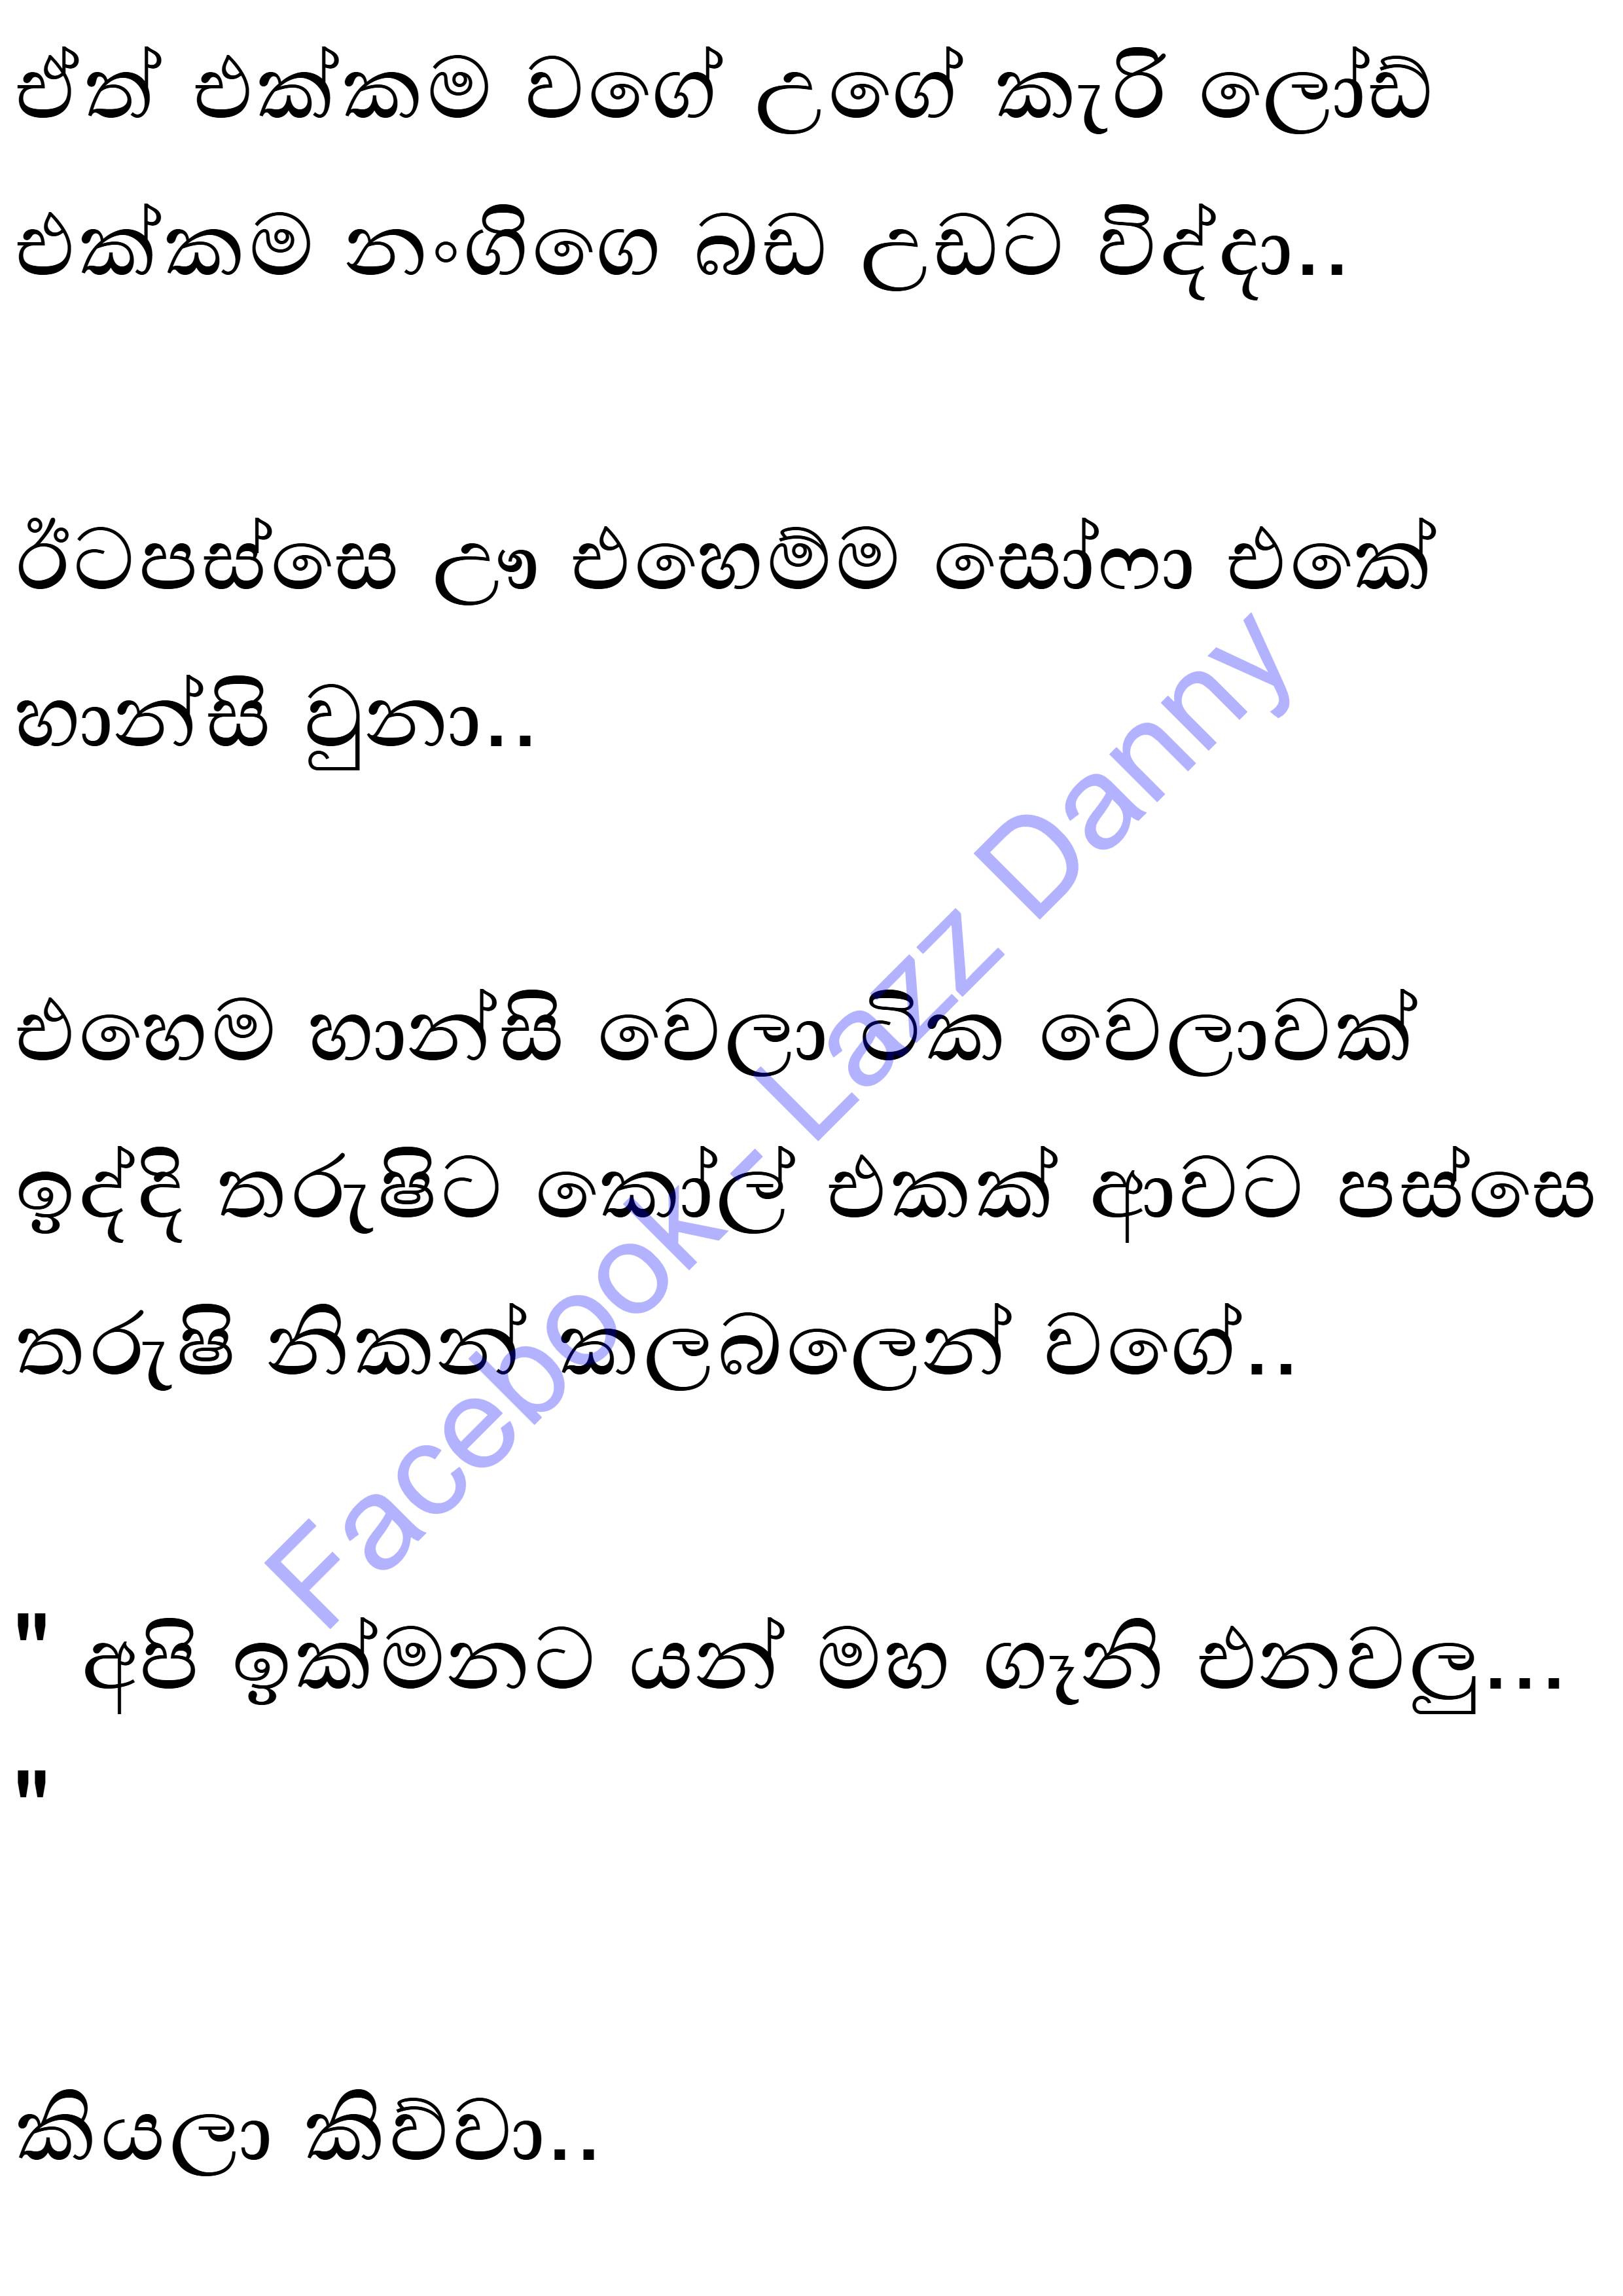 ඒත් එක්කම වගේ උගේ කැරි ලෝඩ්
එක්කම නංගිගෙ බඩ උඩට විද්දා..
ඊටපස්සෙ ඌ එහෙම්ම සෝෆා එකේ
හාන්සි වුනා..
එහෙම හාන්සි වෙලා ටික වෙලාවක්
ඉද්දි තරුෂිට කෝල් එකක් ආවට පස්සෙ
තරුෂි නිකන් කලබලෙන් වගේ..
" අපි ඉක්මනට යන් මහ ගෑනි එනවලු...
"
කියලා කිව්වා..
Facebook- Lazz Danny